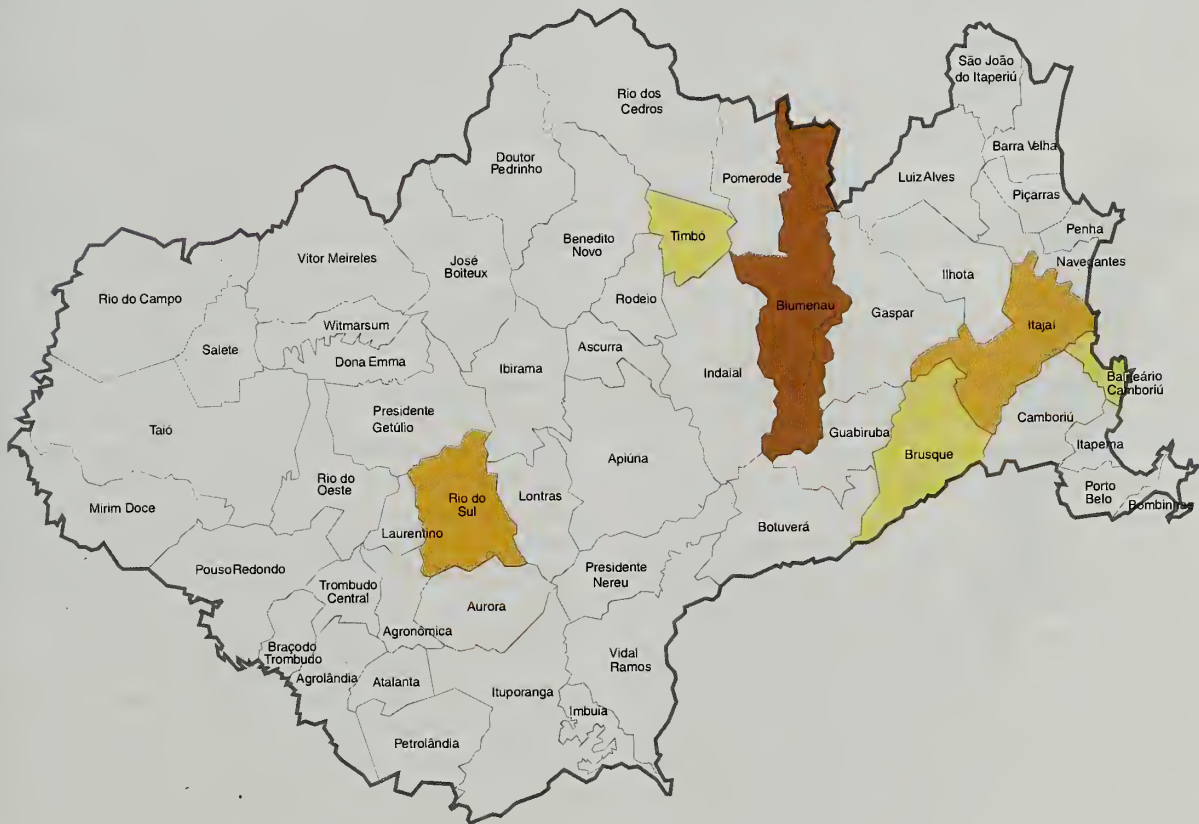 São João
do Itaperiú
Rio dos
Cedros
Barra Velha
Doutor
Pedrinho
Luiz Alves
Pomerode
Piçarras
Penha
Timbó
Benedito
Novo
Navegantes
Vitor Meireles
José
Boiteux
Ilhota
Rio do Campo
Rodeio
Blumenau
Gaspar
Itajaí
Witmarsum
Salete
Ascurra
Dona Emma
Ibirama
Indaial
Balneário
Camboriú
Presidente
Getúlio
Camboriú
Taió
Guabiruba
Itapema
Brusque
Apiúna
Rio do
Oeste
Rio do
Sul
Lontras
Porto
Belo
Bombinhas
Mirim Doce
Botuverá
Laurentino
Pouso Redondo
Presidente
Nereu
Trombudo
Central
Aurora
Agronômica
Braço do
Trombudo
Vidal
Ramos
Agrolândia
Atalanta
Ituporanga
Imbuia
Petrolândia